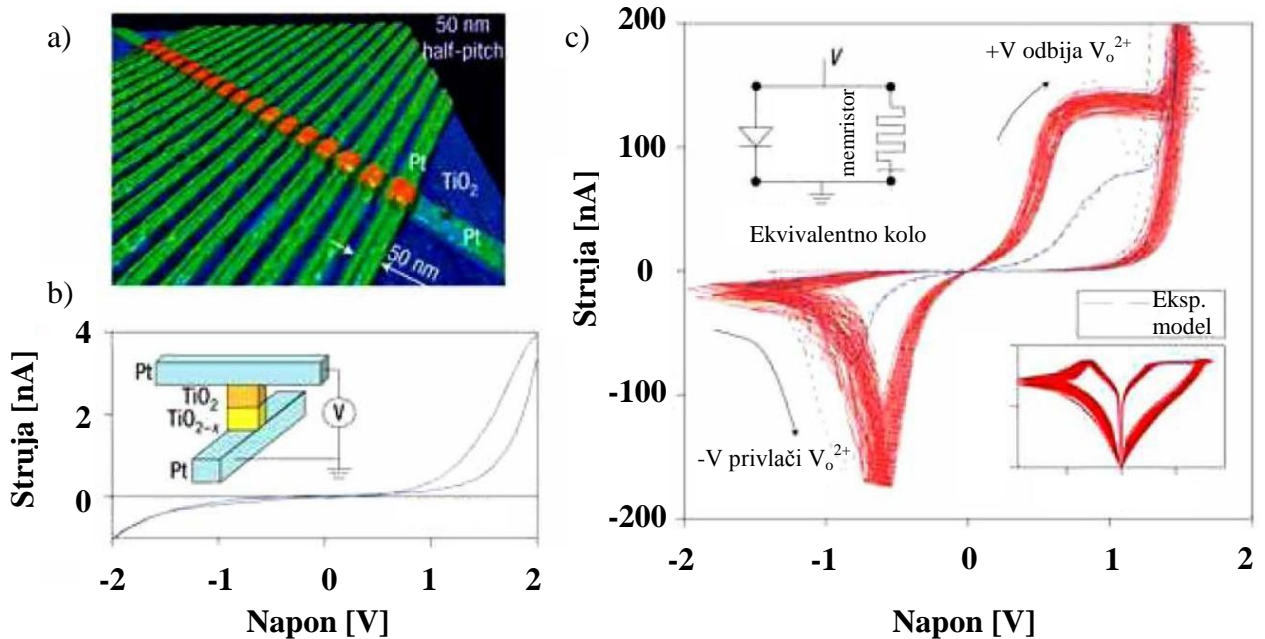 a)
50 nm
half-pitch
Pt
TiO₂
Pt
50 nm
b)
Struja [nA]
4
2
0
Pt
TiO₂
TiO₂₋ₓ
Pt
V
-2
-1
0
1
2
Napon [V]
c)
Struja [nA]
200
100
0
-100
-200
V
memristor
Ekvivalentno kolo
+V odbija Vₒ²⁺
-V privlači Vₒ²⁺
Eksp.
model
-2
-1
0
1
2
Napon [V]